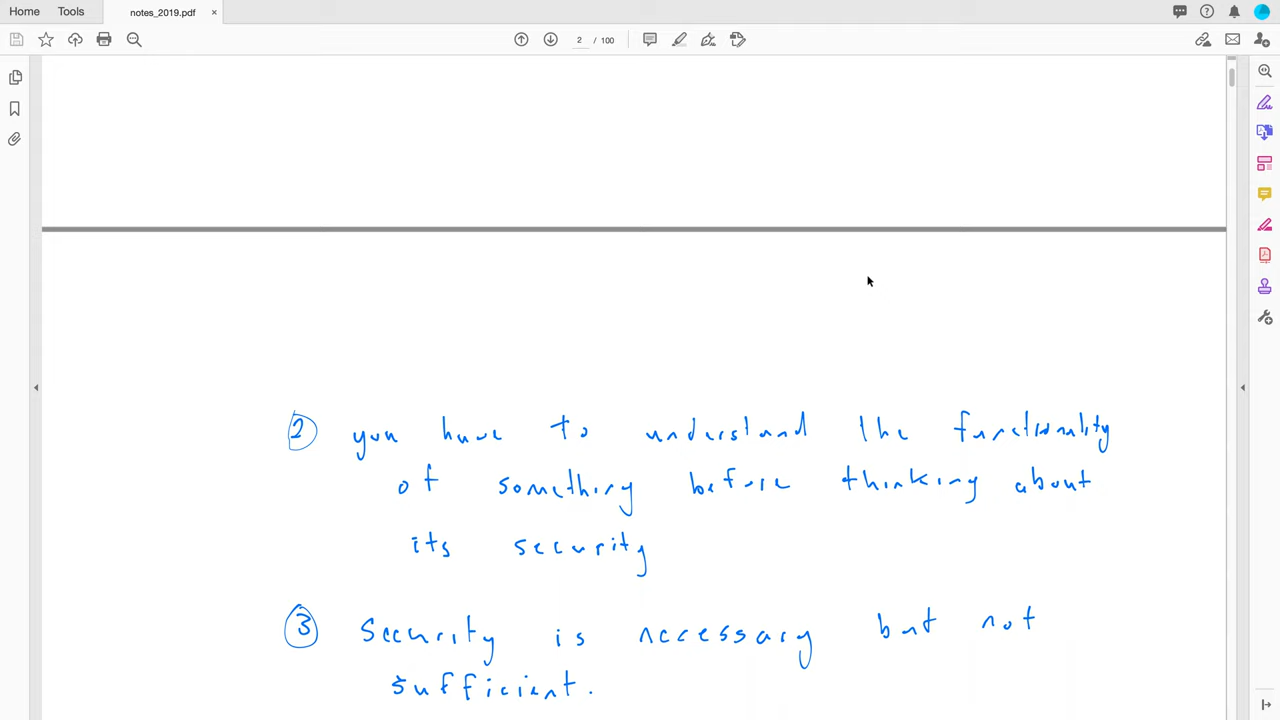 Home Tools notes_2019.pdf ×
2 / 100
② you have to understand the functionality
of something before thinking about
its security
③ Security is necessary but not
sufficient.